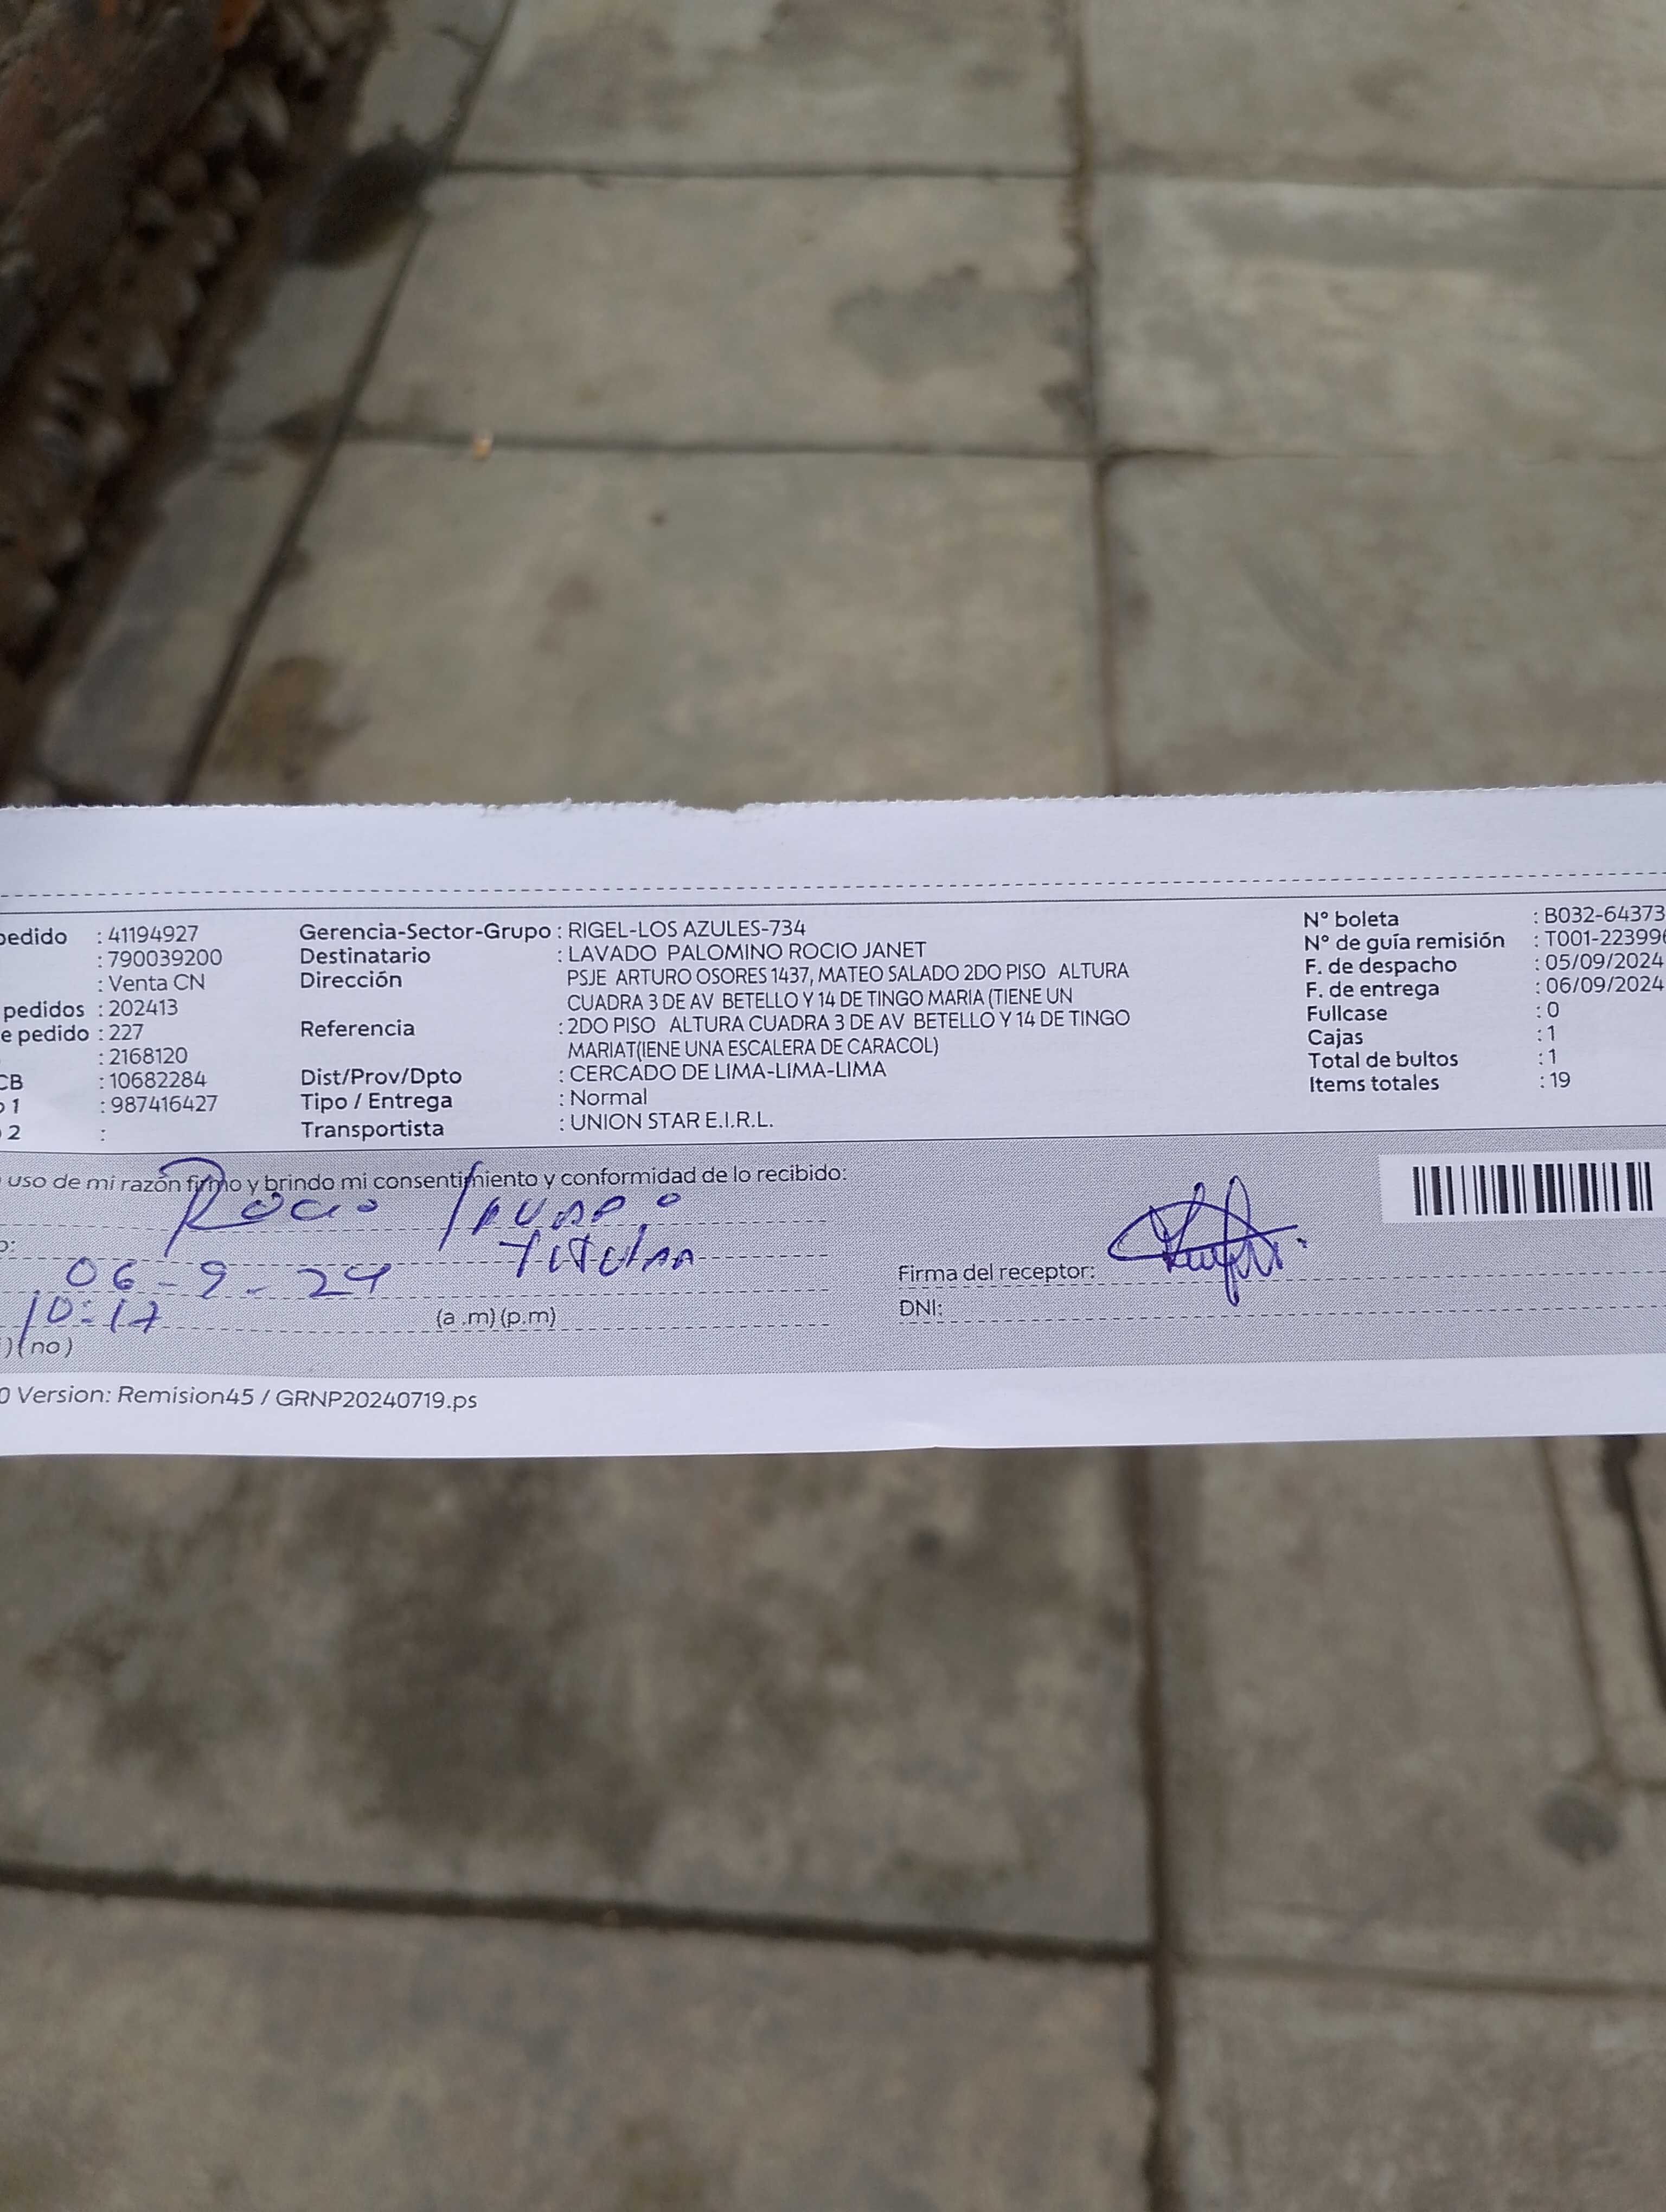 pedido : 41194927
: 790039200
: Venta CN
pedidos : 202413
e pedido : 227
: 2168120
CB : 10682284
o 1 : 987416427
o 2 :
Gerencia-Sector-Grupo : RIGEL-LOS AZULES-734
Destinatario : LAVADO PALOMINO ROCIO JANET
Dirección PSJE ARTURO OSORES 1437, MATEO SALADO 2DO PISO ALTURA
CUADRA 3 DE AV BETELLO Y 14 DE TINGO MARIA (TIENE UN
Referencia : 2DO PISO ALTURA CUADRA 3 DE AV BETELLO Y 14 DE TINGO
MARIAT(IENE UNA ESCALERA DE CARACOL)
Dist/Prov/Dpto : CERCADO DE LIMA-LIMA-LIMA
Tipo / Entrega : Normal
Transportista : UNION STAR E.I.R.L.
N° boleta : B032-64373
N° de guía remisión : T001-223996
F. de despacho : 05/09/2024
F. de entrega : 06/09/2024
Fullcase : 0
Cajas : 1
Total de bultos : 1
Items totales : 19
uso de mi razón firmo y brindo mi consentimiento y conformidad de lo recibido:
Rocio Lavado
o: Titular
06-9-24
10:17 (a .m) (p.m)
) (no)
Firma del receptor:
DNI:
0 Version: Remision45 / GRNP20240719.ps